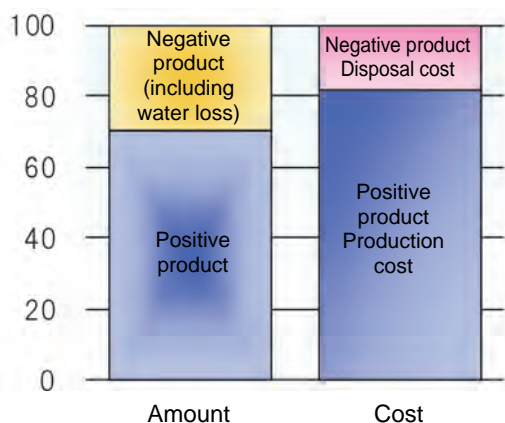 100
80
60
40
20
0
Negative
product
(including
water loss)
Positive
product
Negative product
Disposal cost
Positive
product
Production
cost
Amount
Cost